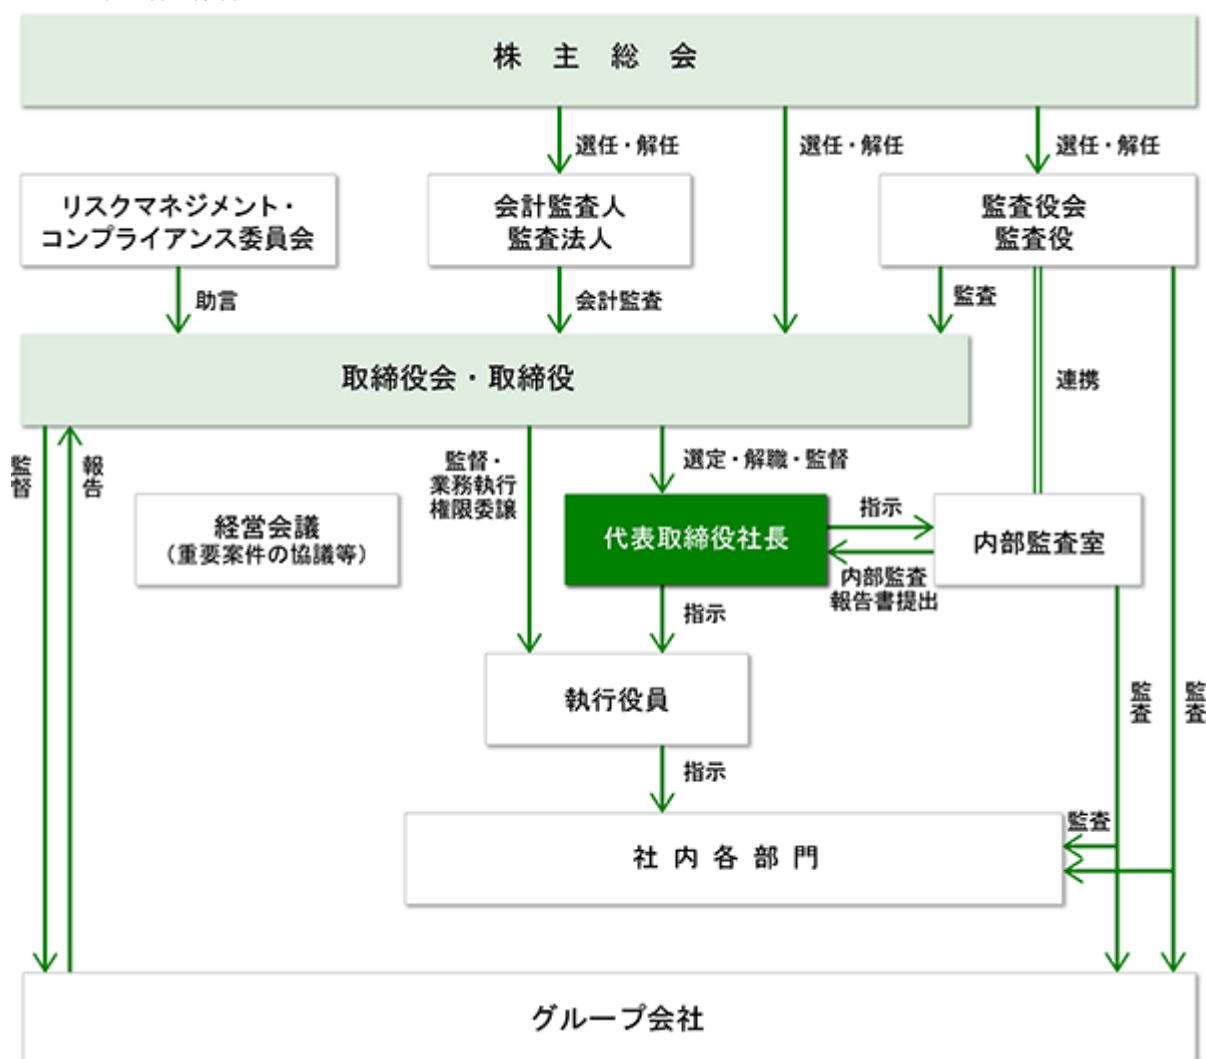 株主総会
選任・解任
選任・解任
選任・解任
リスクマネジメント・
コンプライアンス委員会
会計監査人
監査法人
監査役会
監査役
助言
会計監査
監査
取締役会・取締役
連携
監督
報告
監督・
業務執行
権限委譲
選定・解職・監督
経営会議
(重要案件の協議等)
代表取締役社長
指示
内部監査室
内部監査
報告書提出
指示
執行役員
監査
監査
指示
監査
社内各部門
グループ会社